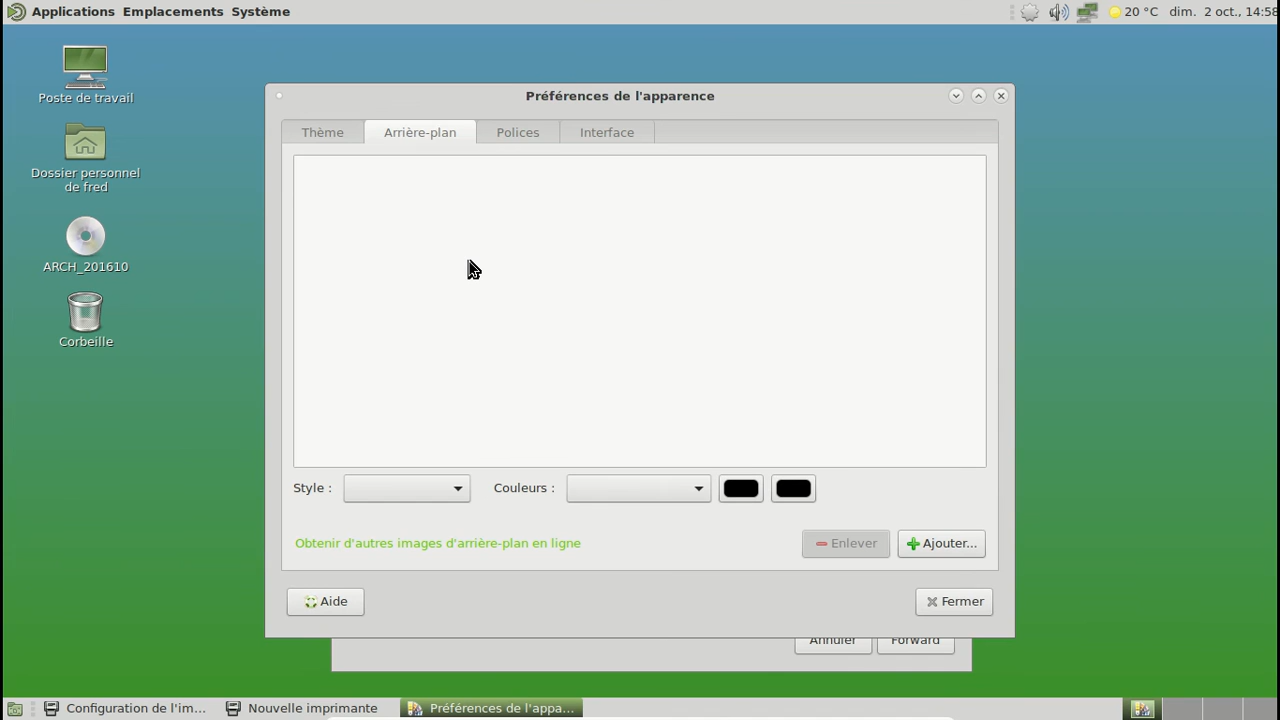 Applications Emplacements Système
20 °C dim. 2 oct., 14:58
Poste de travail
Dossier personnel
de fred
ARCH_201610
Corbeille
Préférences de l'apparence
Thème Arrière-plan Polices Interface
Style : Couleurs :
Obtenir d'autres images d'arrière-plan en ligne
Enlever Ajouter...
Aide Fermer
Annuler Forward
Configuration de l'im... Nouvelle imprimante Préférences de l'appa...